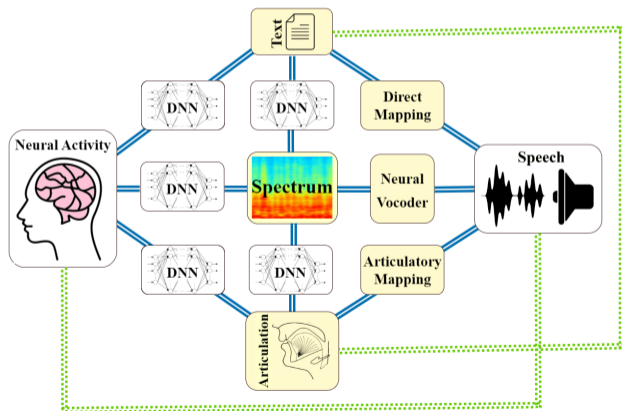 Text
DNN
DNN
Direct
Mapping
Neural Activity
DNN
Spectrum
Neural
Vocoder
Speech
DNN
DNN
Articulatory
Mapping
Articulation